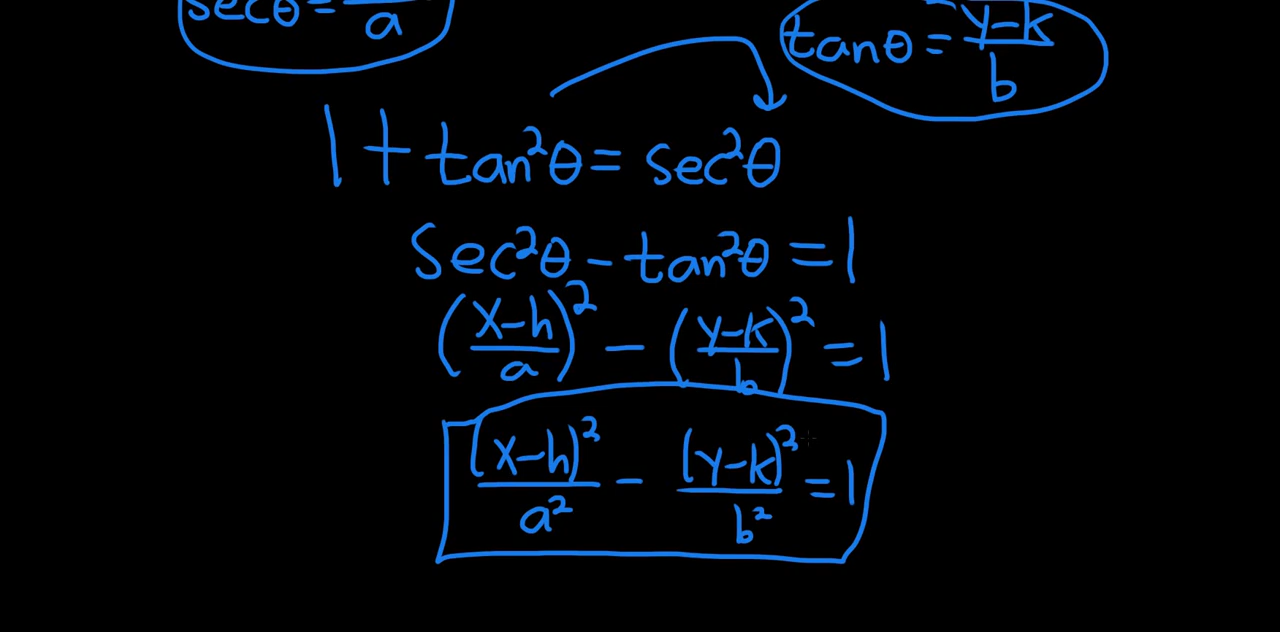 secθ = /a
tanθ = (y-k)/b
1 + tan²θ = sec²θ
sec²θ - tan²θ = 1
((x-h)/a)² - ((y-k)/b)² = 1
(x-h)²/a² - (y-k)²/b² = 1